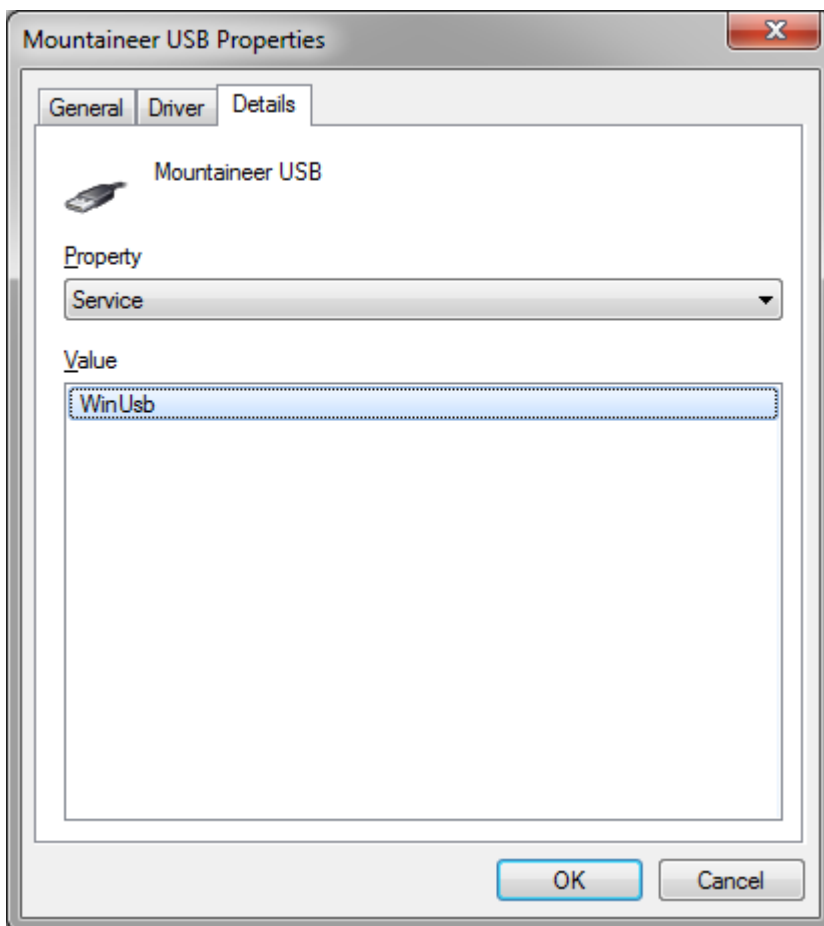 Mountaineer USB Properties
General Driver Details
Mountaineer USB
Property
Service
Value
WinUsb
OK Cancel